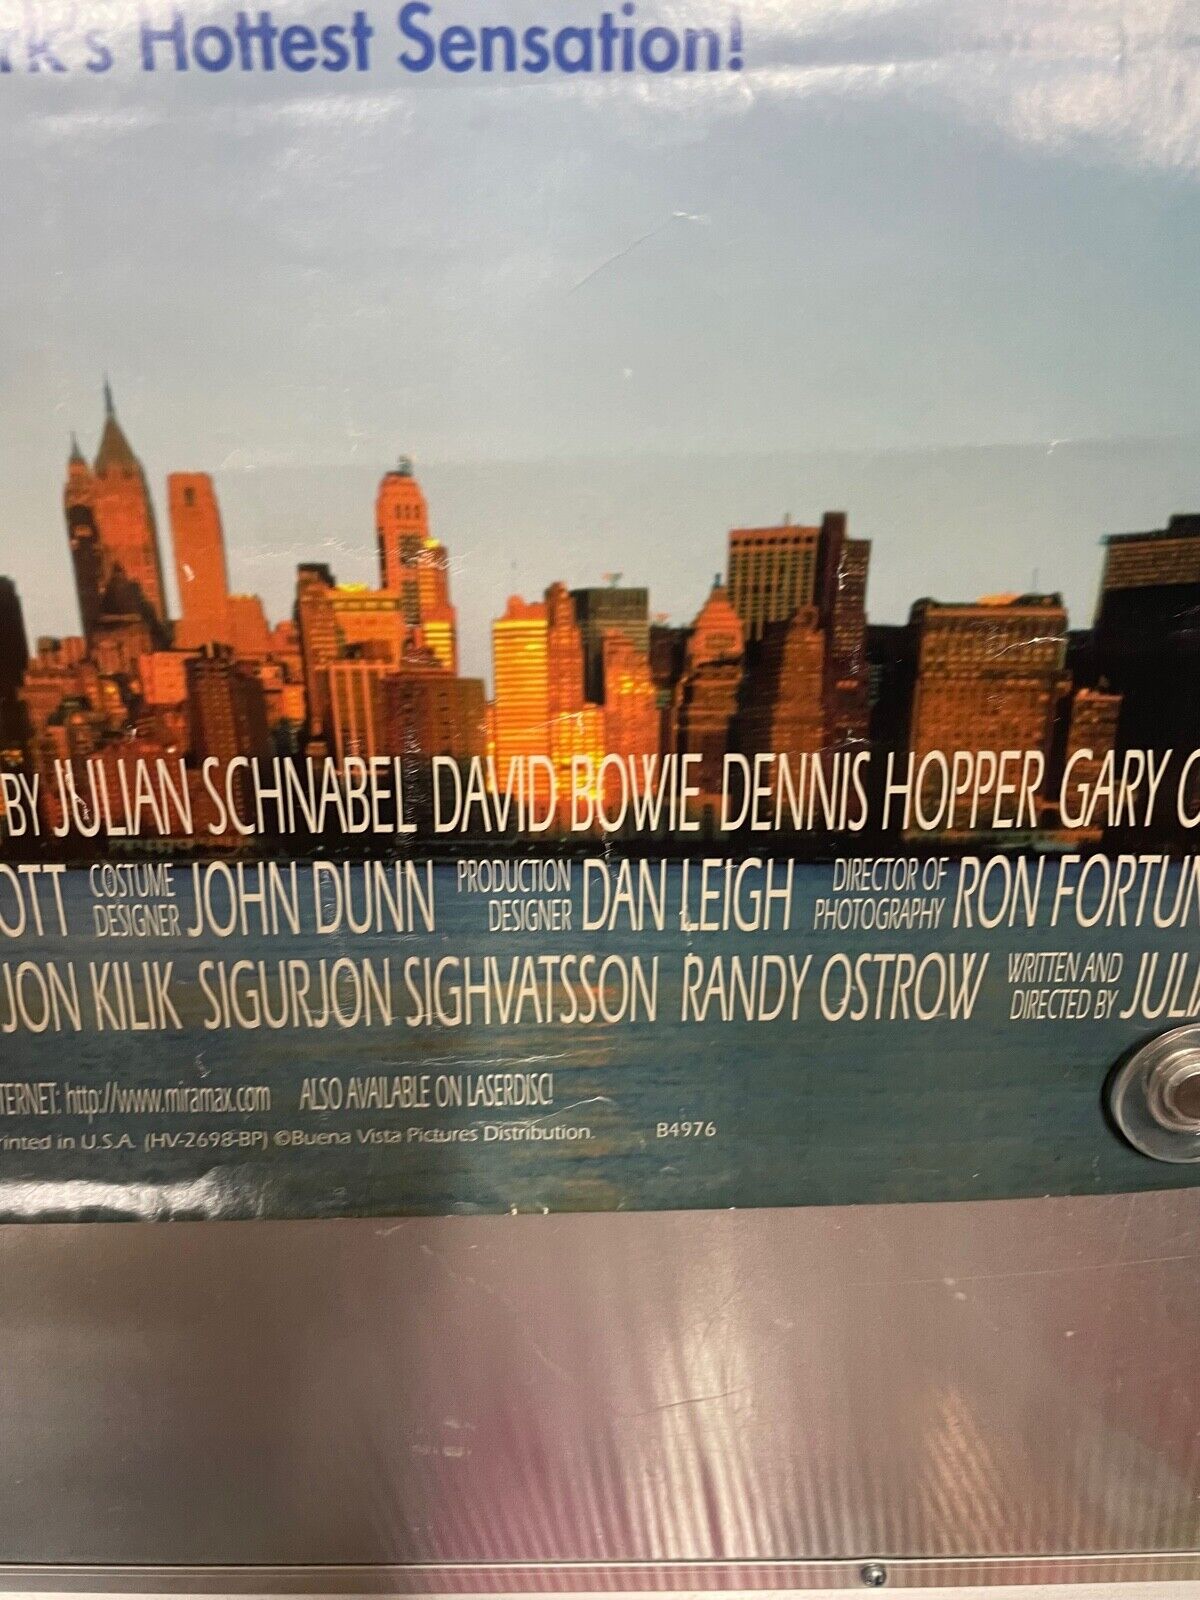 rk's Hottest Sensation!
BY JULIAN SCHNABEL DAVID BOWIE DENNIS HOPPER GARY O
OTT COSTUME DESIGNER JOHN DUNN PRODUCTION DESIGNER DAN LEIGH DIRECTOR OF PHOTOGRAPHY RON FORTUN
JON KILIK SIGURJON SIGHVATSSON RANDY OSTROW WRITTEN AND DIRECTED BY JULIA
TERNET: http://www.miramax.com ALSO AVAILABLE ON LASERDISC!
rinted in U.S.A. (HV-2698-BP) ©Buena Vista Pictures Distribution. B4976